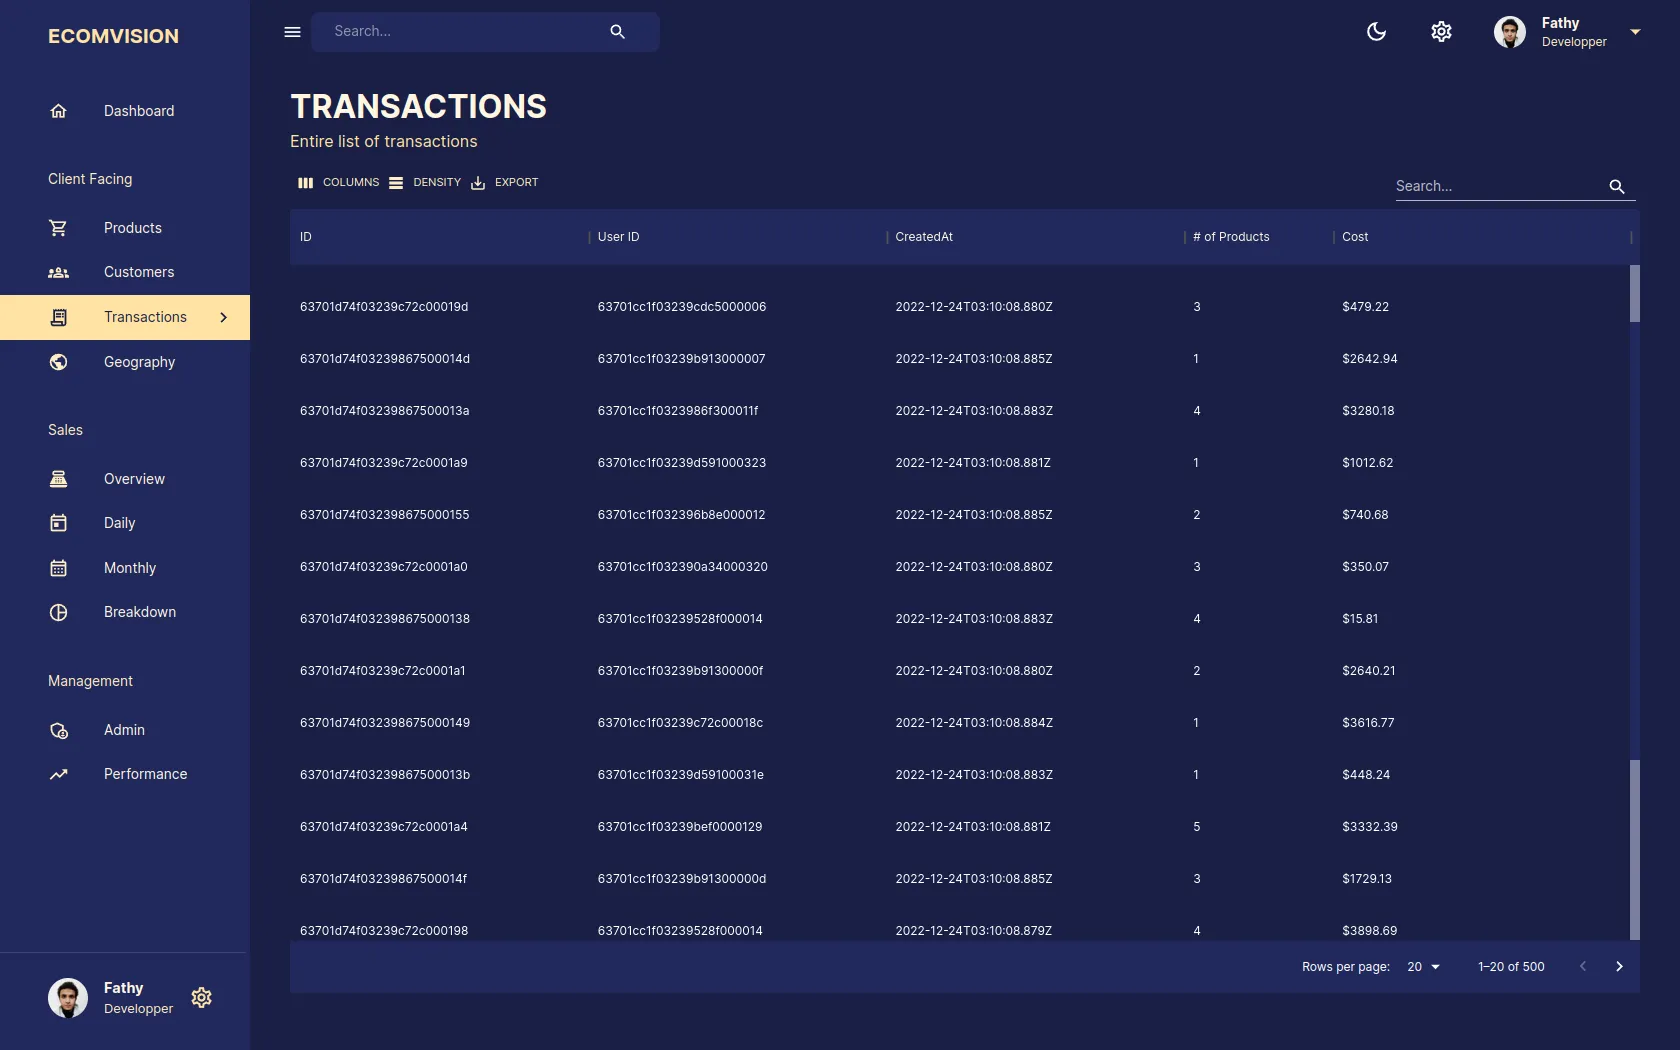 ECOMVISION
Dashboard
Client Facing
Products
Customers
Transactions
Geography
Sales
Overview
Daily
Monthly
Breakdown
Management
Admin
Performance
Fathy
Developper
Search...
Fathy
Developper
TRANSACTIONS
Entire list of transactions
COLUMNS DENSITY EXPORT
Search...
ID User ID CreatedAt # of Products Cost
63701d74f03239c72c00019d 63701cc1f03239cdc5000006 2022-12-24T03:10:08.880Z 3 $479.22
63701d74f03239867500014d 63701cc1f03239b913000007 2022-12-24T03:10:08.885Z 1 $2642.94
63701d74f03239867500013a 63701cc1f0323986f300011f 2022-12-24T03:10:08.883Z 4 $3280.18
63701d74f03239c72c0001a9 63701cc1f03239d591000323 2022-12-24T03:10:08.881Z 1 $1012.62
63701d74f032398675000155 63701cc1f032396b8e000012 2022-12-24T03:10:08.885Z 2 $740.68
63701d74f03239c72c0001a0 63701cc1f032390a34000320 2022-12-24T03:10:08.880Z 3 $350.07
63701d74f032398675000138 63701cc1f03239528f000014 2022-12-24T03:10:08.883Z 4 $15.81
63701d74f03239c72c0001a1 63701cc1f03239b91300000f 2022-12-24T03:10:08.880Z 2 $2640.21
63701d74f032398675000149 63701cc1f03239c72c00018c 2022-12-24T03:10:08.884Z 1 $3616.77
63701d74f03239867500013b 63701cc1f03239d59100031e 2022-12-24T03:10:08.883Z 1 $448.24
63701d74f03239c72c0001a4 63701cc1f03239bef0000129 2022-12-24T03:10:08.881Z 5 $3332.39
63701d74f03239867500014f 63701cc1f03239b91300000d 2022-12-24T03:10:08.885Z 3 $1729.13
63701d74f03239c72c000198 63701cc1f03239528f000014 2022-12-24T03:10:08.879Z 4 $3898.69
Rows per page: 20 1–20 of 500